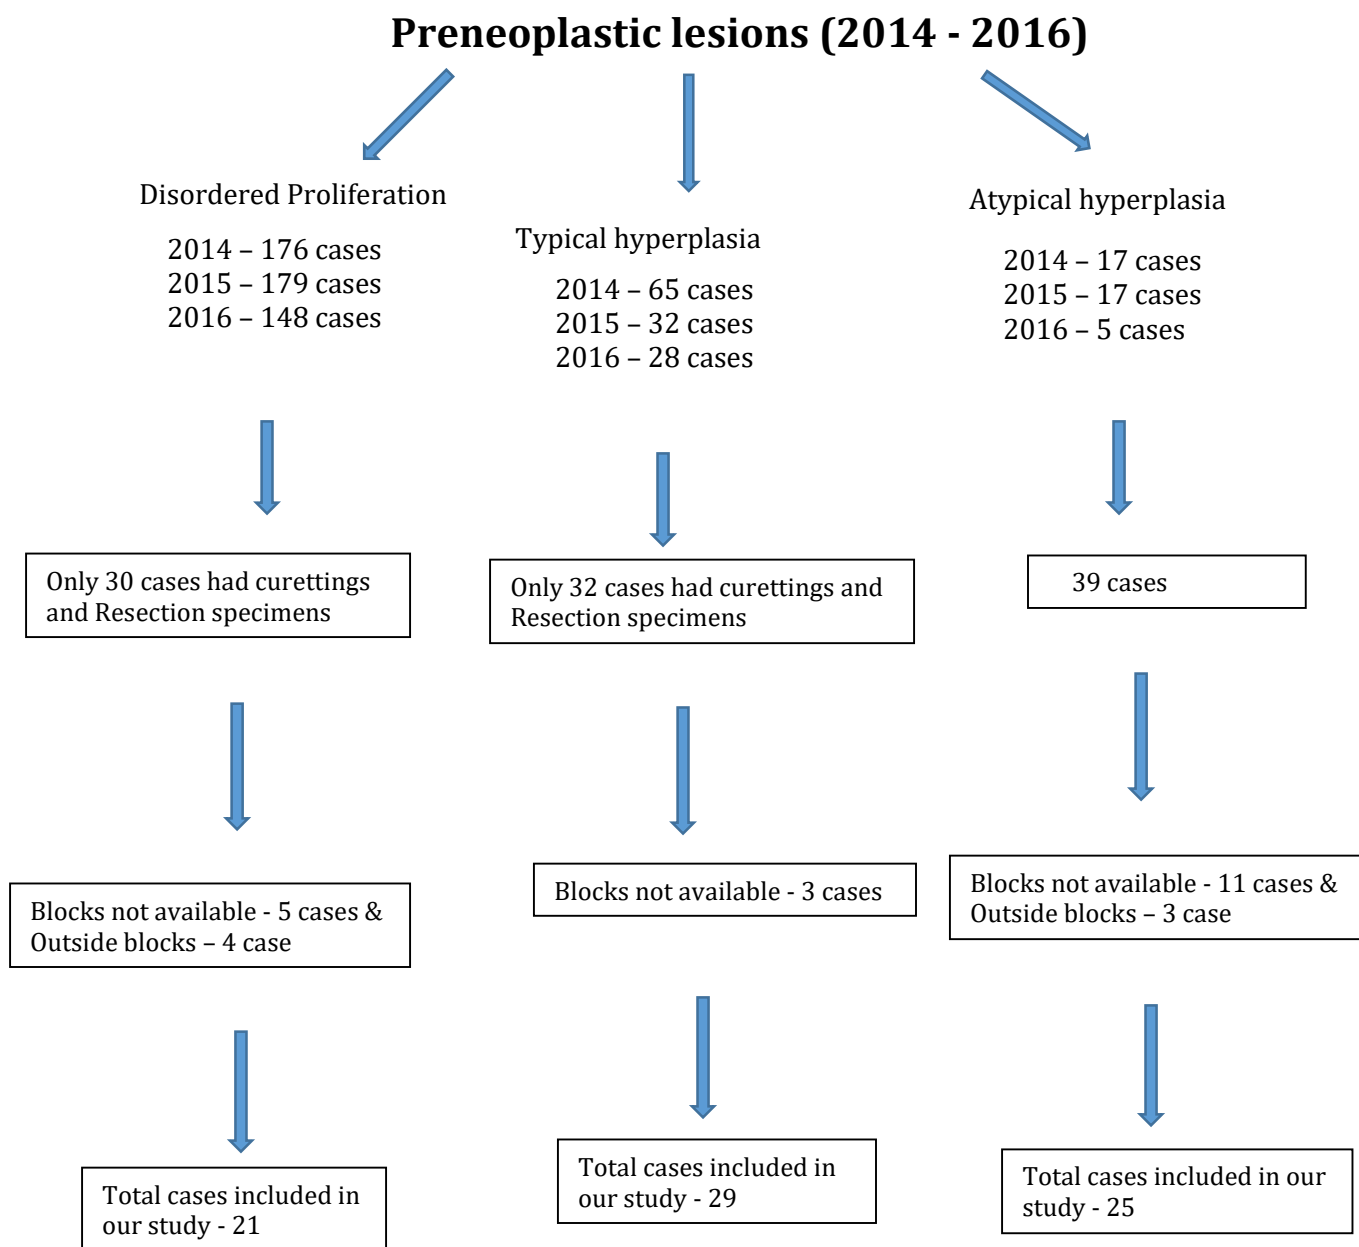 Preneoplastic lesions (2014 - 2016)
Disordered Proliferation
2014 – 176 cases
2015 – 179 cases
2016 – 148 cases
Typical hyperplasia
2014 – 65 cases
2015 – 32 cases
2016 – 28 cases
Atypical hyperplasia
2014 – 17 cases
2015 – 17 cases
2016 – 5 cases
Only 30 cases had curettings
and Resection specimens
Only 32 cases had curettings and
Resection specimens
39 cases
Blocks not available - 5 cases &
Outside blocks – 4 case
Blocks not available - 3 cases
Blocks not available - 11 cases &
Outside blocks – 3 case
Total cases included in
our study - 21
Total cases included in
our study - 29
Total cases included in our
study - 25